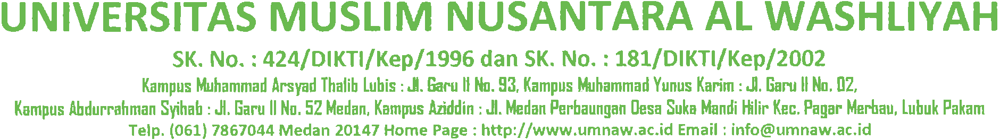 UNIVERSITAS MUSLIM NUSANTARA AL WASHLIYAH
SK. No. : 424/DIKTI/Kep/1996 dan SK. No. : 181/DIKTI/Kep/2002
Kampus Muhammad Arsyad Thalib Lubis : Jl. Garu II No. 93, Kampus Muhammad Yunus Karim : Jl. Garu II No. 02,
Kampus Abdurrahman Syihab : Jl. Garu II No. 52 Medan, Kampus Aziddin : Jl. Medan Perbaungan Desa Suka Mandi Hilir Kec. Pagar Merbau, Lubuk Pakam
Telp. (061) 7867044 Medan 20147 Home Page : http://www.umnaw.ac.id Email : info@umnaw.ac.id